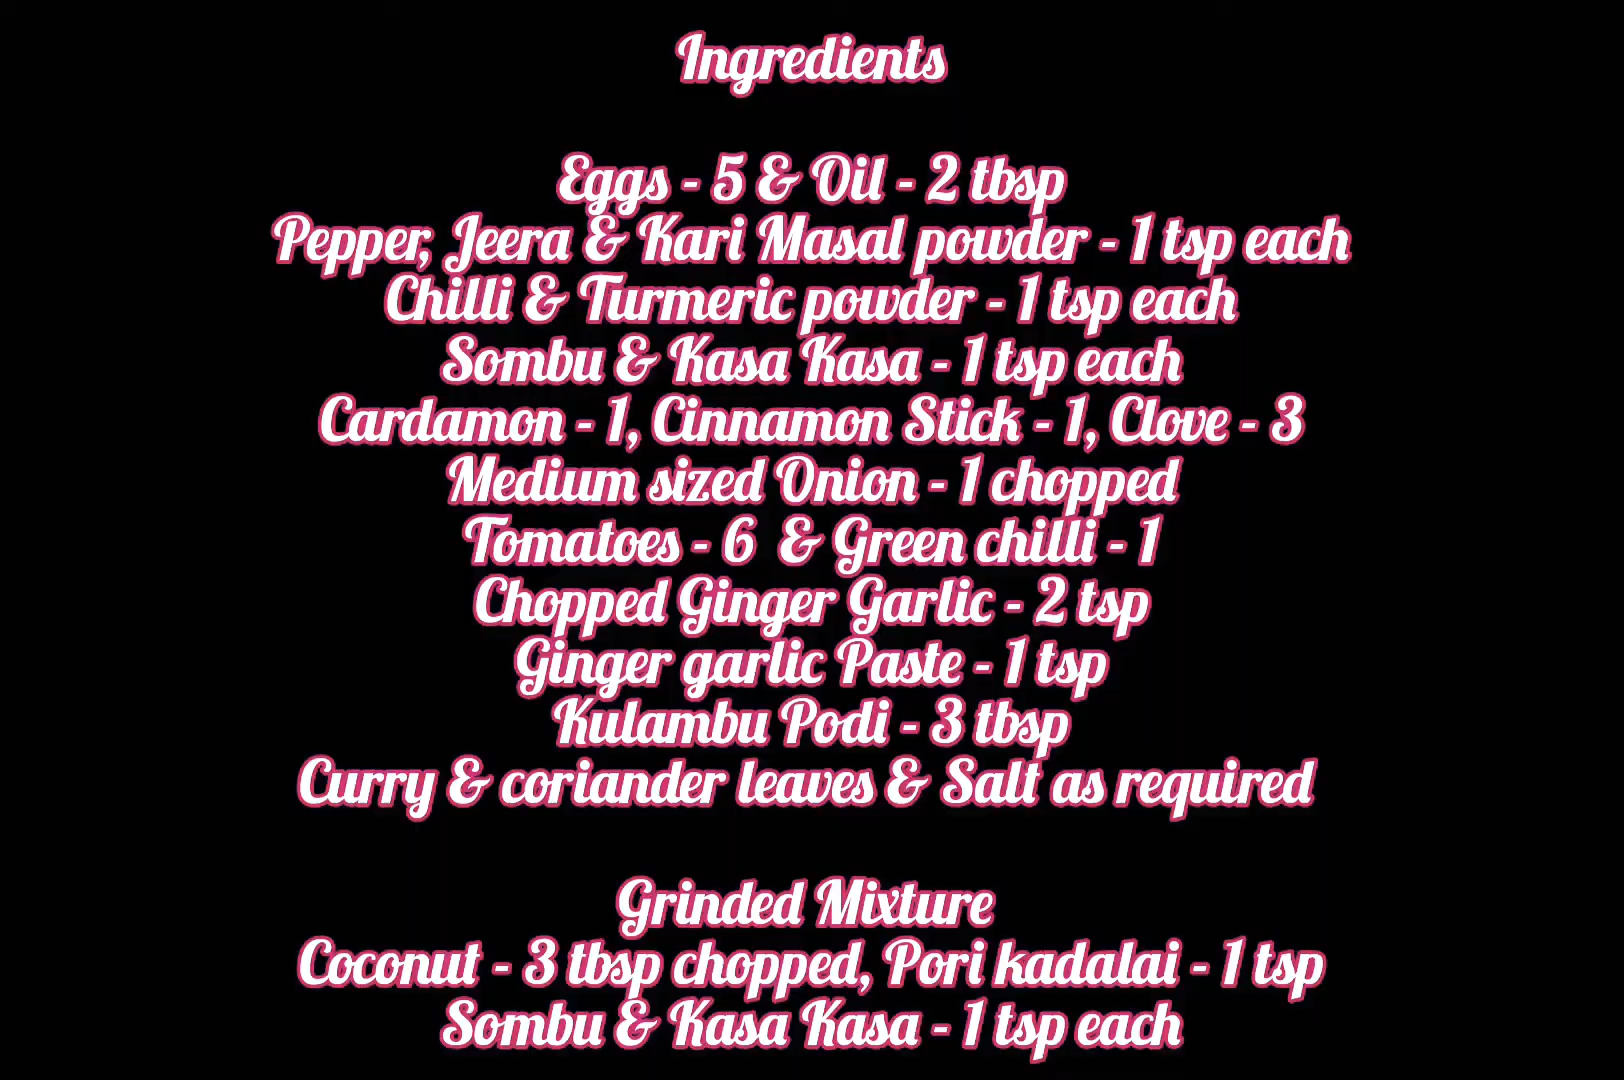 Ingredients
Eggs - 5 & Oil - 2 tbsp
Pepper, Jeera & Kari Masal powder - 1 tsp each
Chilli & Turmeric powder - 1 tsp each
Sombu & Kasa Kasa - 1 tsp each
Cardamon - 1, Cinnamon Stick - 1, Clove - 3
Medium sized Onion - 1 chopped
Tomatoes - 6 & Green chilli - 1
Chopped Ginger Garlic - 2 tsp
Ginger garlic Paste - 1 tsp
Kulambu Podi - 3 tbsp
Curry & coriander leaves & Salt as required
Grinded Mixture
Coconut - 3 tbsp chopped, Pori kadalai - 1 tsp
Sombu & Kasa Kasa - 1 tsp each